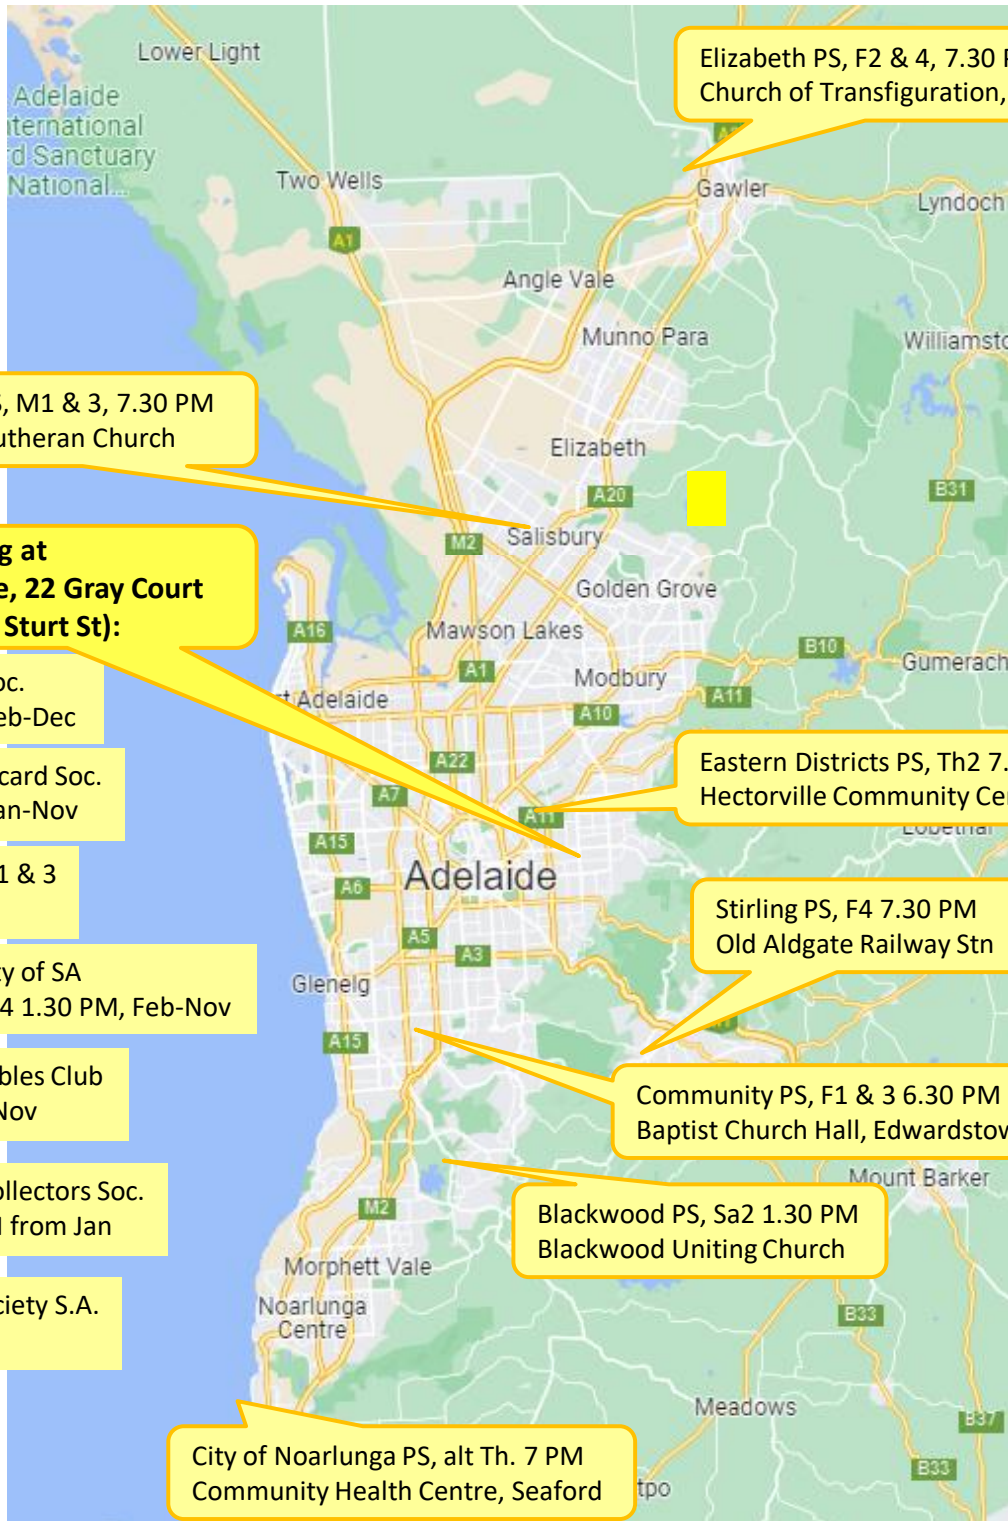 Lower Light
Adelaide
International
rd Sanctuary
National...
Elizabeth PS, F2 & 4, 7.30
Church of Transfiguration,
Two Wells
Gawler
Lyndoch
A1
Angle Vale
Munno Para
M1 & 3, 7.30 PM
utheran Church
Elizabeth
A20
B31
M2
Salisbury
g at
e, 22 Gray Court
Sturt St):
Golden Grove
A16
Mawson Lakes
B10
A1
Modbury
Gumerach
A11
oc.
eb-Dec
Adelaide
A10
A22
card Soc.
an-Nov
A7
Eastern Districts PS, Th2 7.
Hectorville Community Ce
A11
A15
1 & 3
A6
Adelaide
Stirling PS, F4 7.30 PM
Old Aldgate Railway Stn
A5
A3
ty of SA
4 1.30 PM, Feb-Nov
Glenelg
A15
bles Club
Nov
Community PS, F1 & 3 6.30 PM
Baptist Church Hall, Edwardstow
Mount Barker
ollectors Soc.
from Jan
M2
Blackwood PS, Sa2 1.30 PM
Blackwood Uniting Church
Morphett Vale
ciety S.A.
Noarlunga
Centre
B33
Meadows
B37
City of Noarlunga PS, alt Th. 7 PM
Community Health Centre, Seaford
tpo
B33